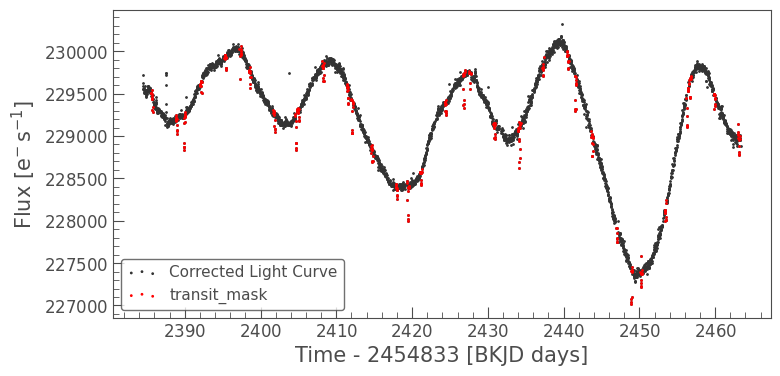 230000
229500
229000
228500
228000
227500
227000
Flux [e⁻ s⁻¹]
Corrected Light Curve
transit_mask
2390 2400 2410 2420 2430 2440 2450 2460
Time - 2454833 [BKJD days]